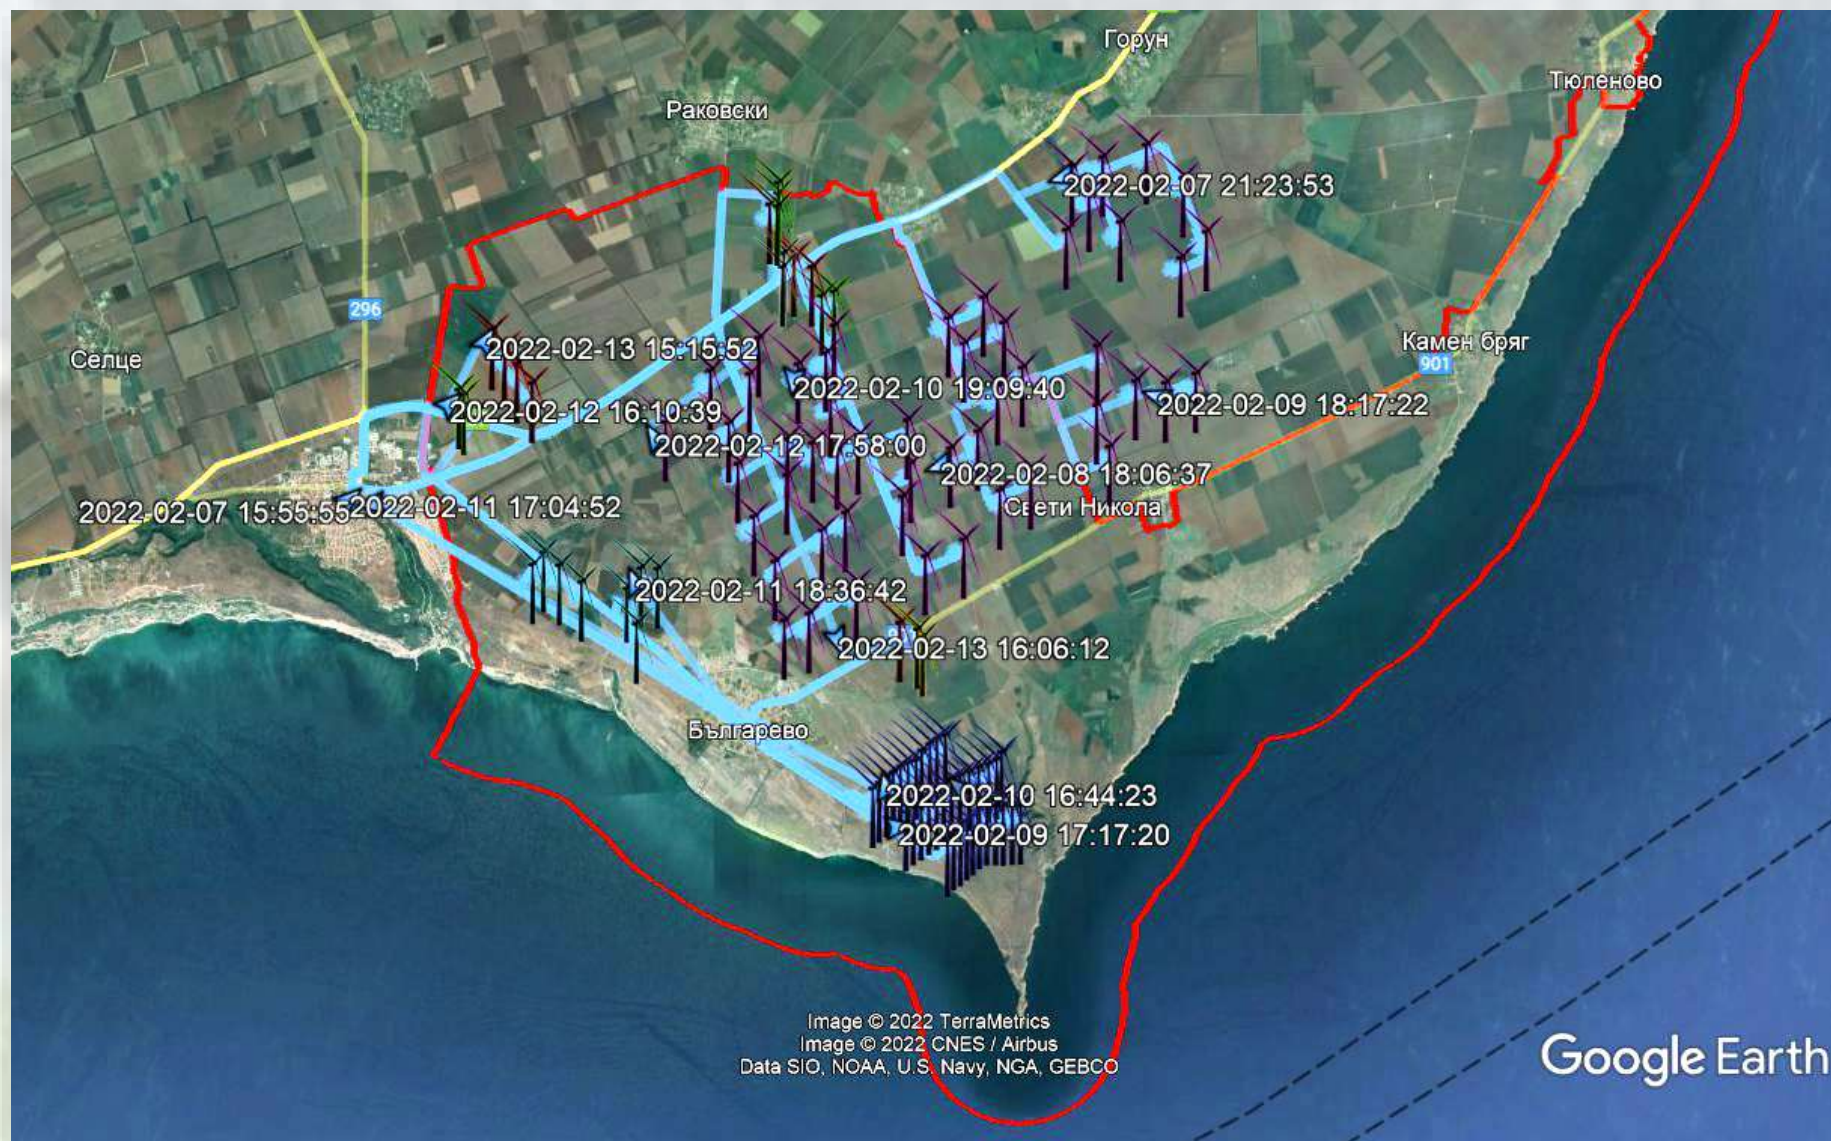 Горун
Тюленово
Раковски
2022-02-07 21:23:53
296
Камен бряг
901
Селце
2022-02-13 15:15:52
2022-02-10 19:09:40
2022-02-09 18:17:22
2022-02-12 16:10:39
2022-02-12 17:58:00
2022-02-08 18:06:37
2022-02-07 15:55:55
2022-02-11 17:04:52
Свети Никола
2022-02-11 18:36:42
2022-02-13 16:06:12
Българево
2022-02-10 16:44:23
2022-02-09 17:17:20
Image © 2022 TerraMetrics
Image © 2022 CNES / Airbus
Data SIO, NOAA, U.S. Navy, NGA, GEBCO
Google Earth